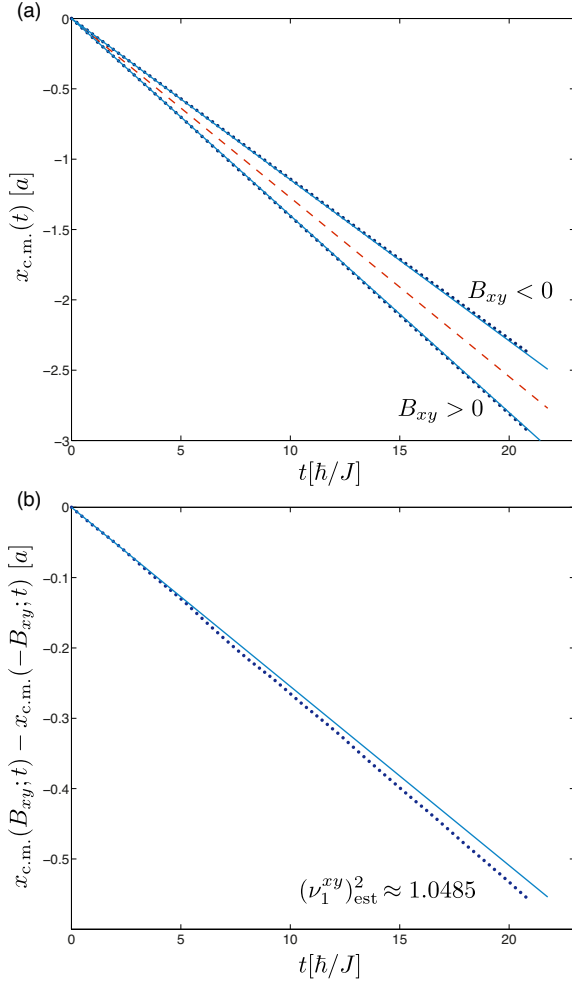 (a)
0
−0.5
−1
−1.5
−2
−2.5
−3
x_{c.m.}(t) [a]
B_{xy} < 0
B_{xy} > 0
0 5 10 15 20
t[ħ/J]
(b)
0
−0.1
−0.2
−0.3
−0.4
−0.5
x_{c.m.}(B_{xy}; t) − x_{c.m.}(−B_{xy}; t) [a]
(ν_1^{xy})^2_{est} ≈ 1.0485
0 5 10 15 20
t[ħ/J]